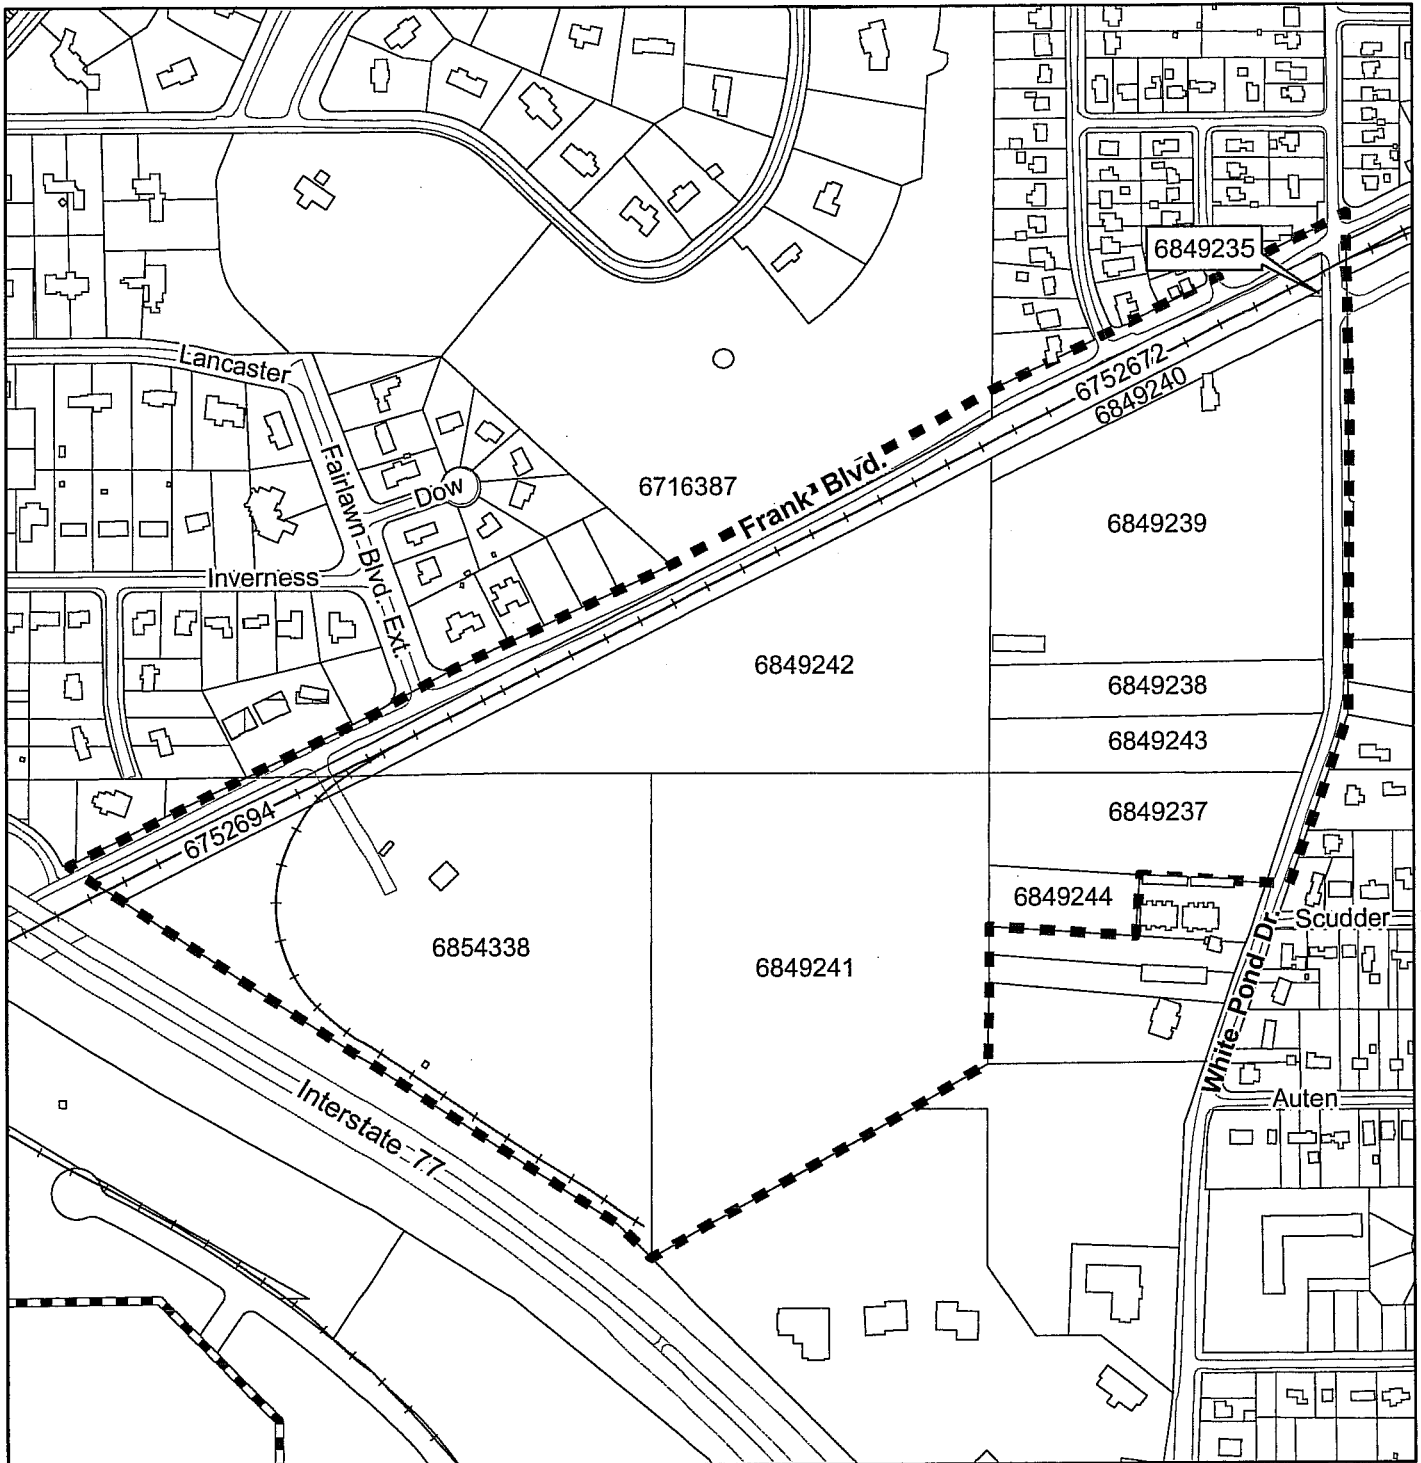 6849235
Lancaster
6752672
6849240
Fairlawn Blvd. Ext.
Dow
6716387
Frank Blvd.
6849239
Inverness
6849242
6849238
6849243
6849237
6752694
6849244
Scudder
6854338
6849241
White Pond Dr.
Interstate 77
Auten